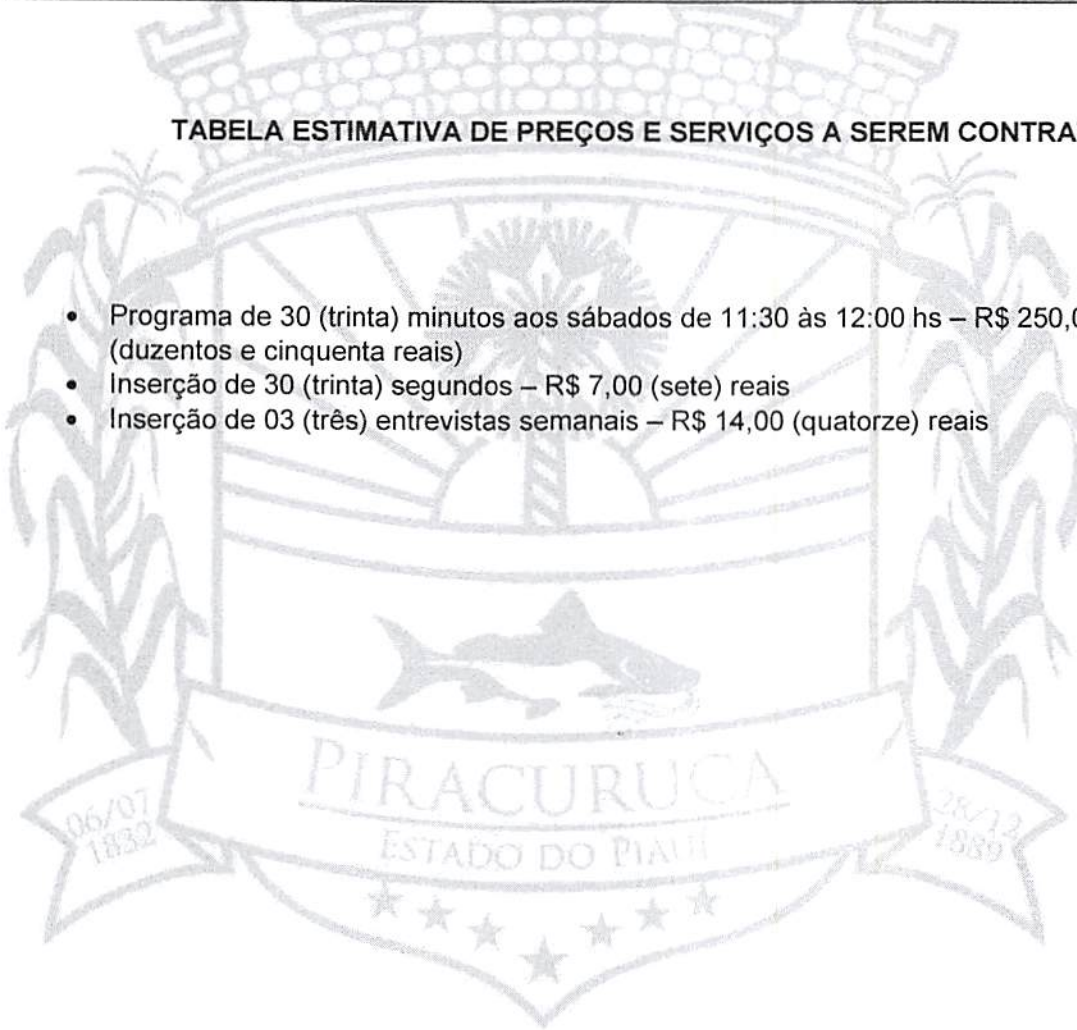 TABELA ESTIMATIVA DE PREÇOS E SERVIÇOS A SEREM CONTRA
• Programa de 30 (trinta) minutos aos sábados de 11:30 às 12:00 hs – R$ 250,0
(duzentos e cinquenta reais)
• Inserção de 30 (trinta) segundos – R$ 7,00 (sete) reais
• Inserção de 03 (três) entrevistas semanais – R$ 14,00 (quatorze) reais
PIRACURUCA
06/07
1832
28/12
1889
ESTADO DO PIAUÍ